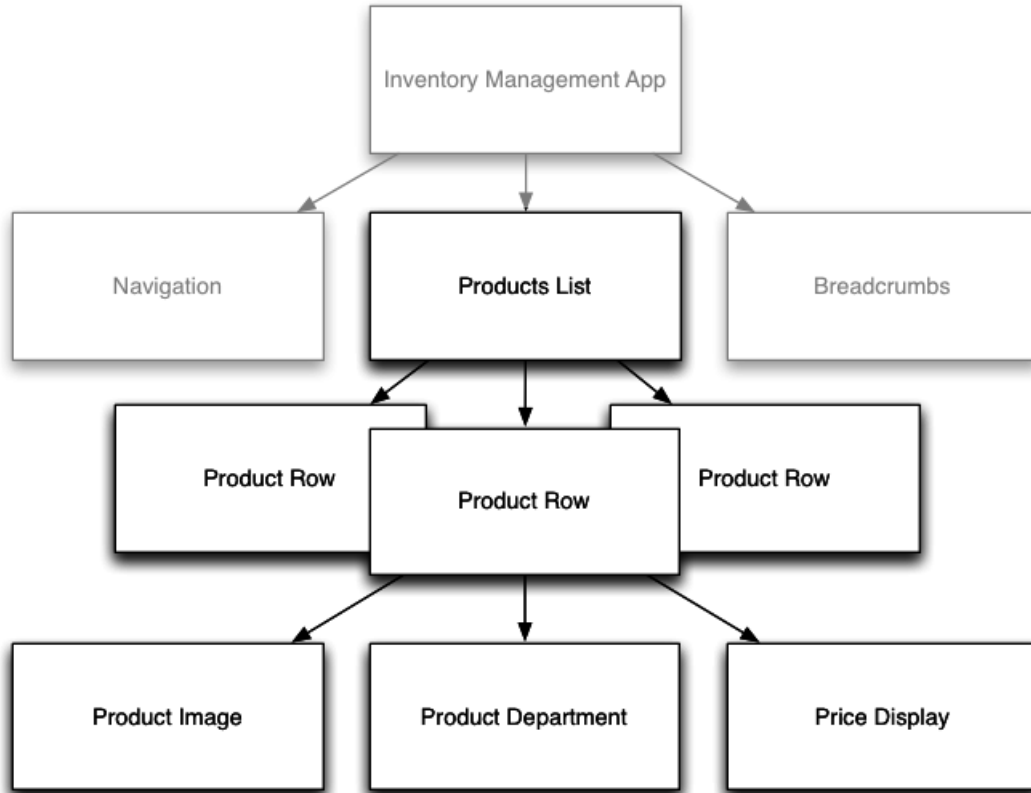 Inventory Management App
Navigation
Products List
Breadcrumbs
Product Row
Product Row
Product Row
Product Image
Product Department
Price Display